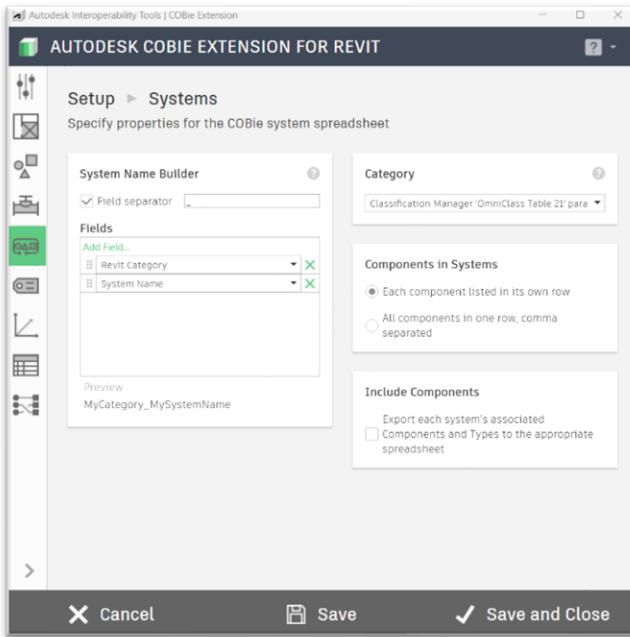 Autodesk Interoperability Tools | COBie Extension
AUTODESK COBIE EXTENSION FOR REVIT
?
Setup ▶ Systems
Specify properties for the COBie system spreadsheet
System Name Builder
?
Field separator
_
Fields
Add Field...
Revit Category
System Name
Preview
MyCategory_MySystemName
Category
?
Classification Manager 'OmniClass Table 21' para
Components in Systems
Each component listed in its own row
All components in one row, comma
separated
Include Components
Export each system's associated
Components and Types to the appropriate
spreadsheet
Cancel
Save
Save and Close